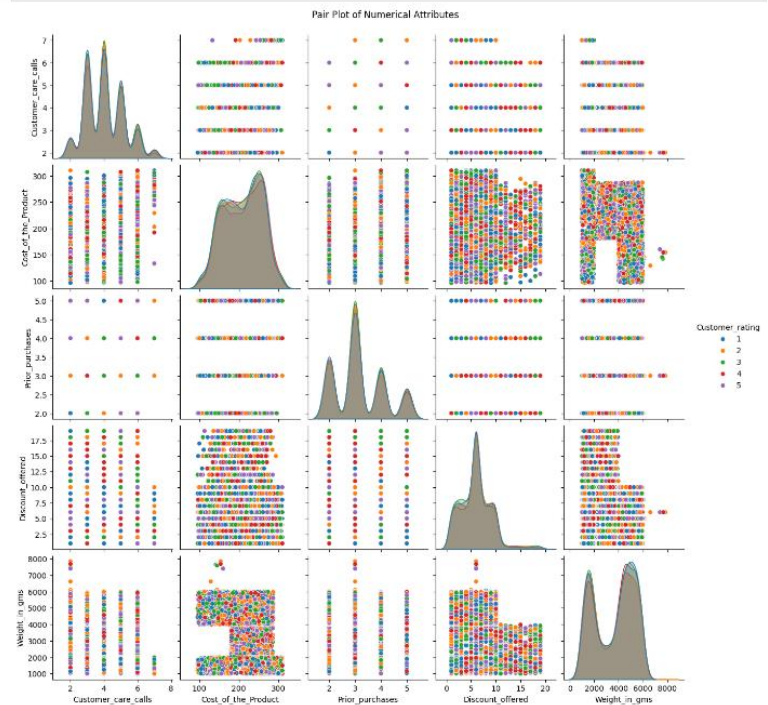 Pair Plot of Numerical Attributes
7
6
5
4
3
2
Customer_care_calls
300
250
200
150
100
Cost_of_the_Product
5.0
4.5
4.0
3.5
3.0
2.5
2.0
Prior_purchases
Customer_rating
1
2
3
4
5
17.5
15.0
12.5
10.0
7.5
5.0
2.5
Discount_offered
8000
7000
6000
5000
4000
3000
2000
1000
Weight_in_gms
2 4 6 8
100 200 300
2 3 4 5
0 5 10 15 20
0 2000 4000 6000 8000
Customer_care_calls
Cost_of_the_Product
Prior_purchases
Discount_offered
Weight_in_gms